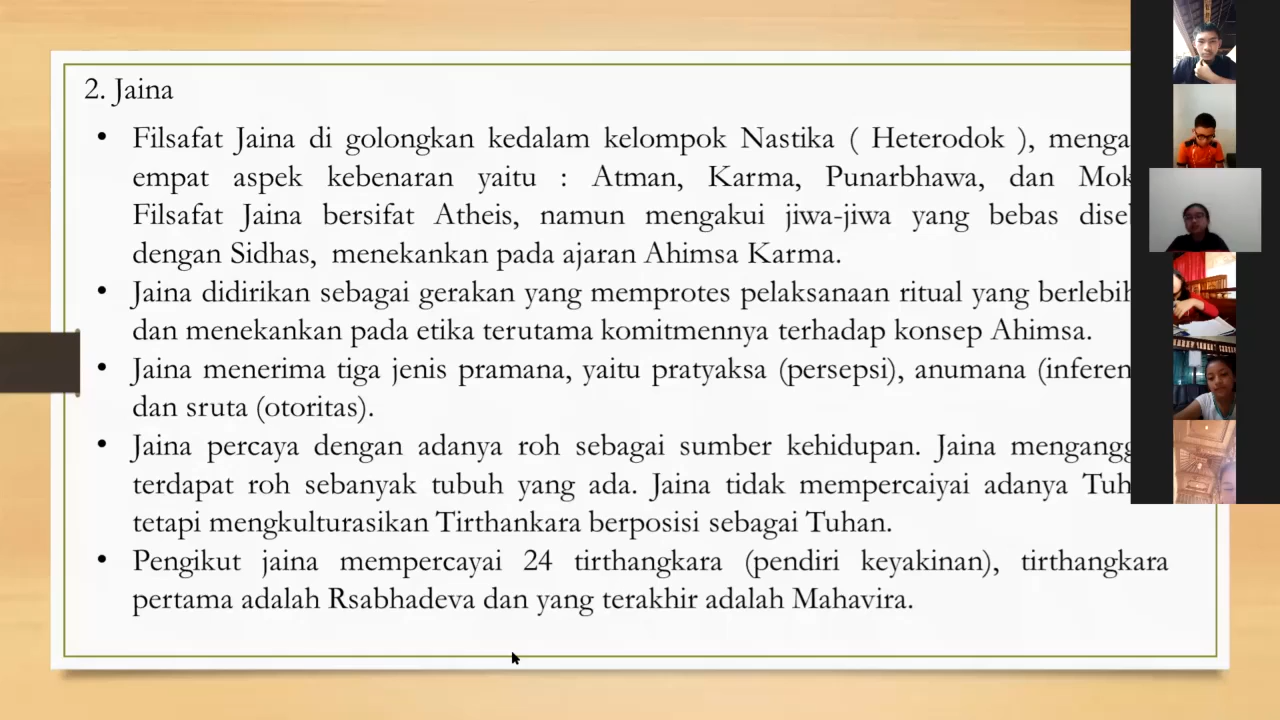 2. Jaina
• Filsafat Jaina di golongkan kedalam kelompok Nastika ( Heterodok ),
empat aspek kebenaran yaitu : Atman, Karma, Punarbhawa, dan
Filsafat Jaina bersifat Atheis, namun mengakui jiwa-jiwa yang bebas
dengan Sidhas, menekankan pada ajaran Ahimsa Karma.
• Jaina didirikan sebagai gerakan yang memprotes pelaksanaan ritual yang
dan menekankan pada etika terutama komitmennya terhadap konsep Ahimsa.
• Jaina menerima tiga jenis pramana, yaitu pratyaksa (persepsi), anumana
dan sruta (otoritas).
• Jaina percaya dengan adanya roh sebagai sumber kehidupan. Jaina
terdapat roh sebanyak tubuh yang ada. Jaina tidak mempercaiyai adanya
tetapi mengkulturasikan Tirthankara berposisi sebagai Tuhan.
• Pengikut jaina mempercayai 24 tirthangkara (pendiri keyakinan), tirthangkara
pertama adalah Rsabhadeva dan yang terakhir adalah Mahavira.